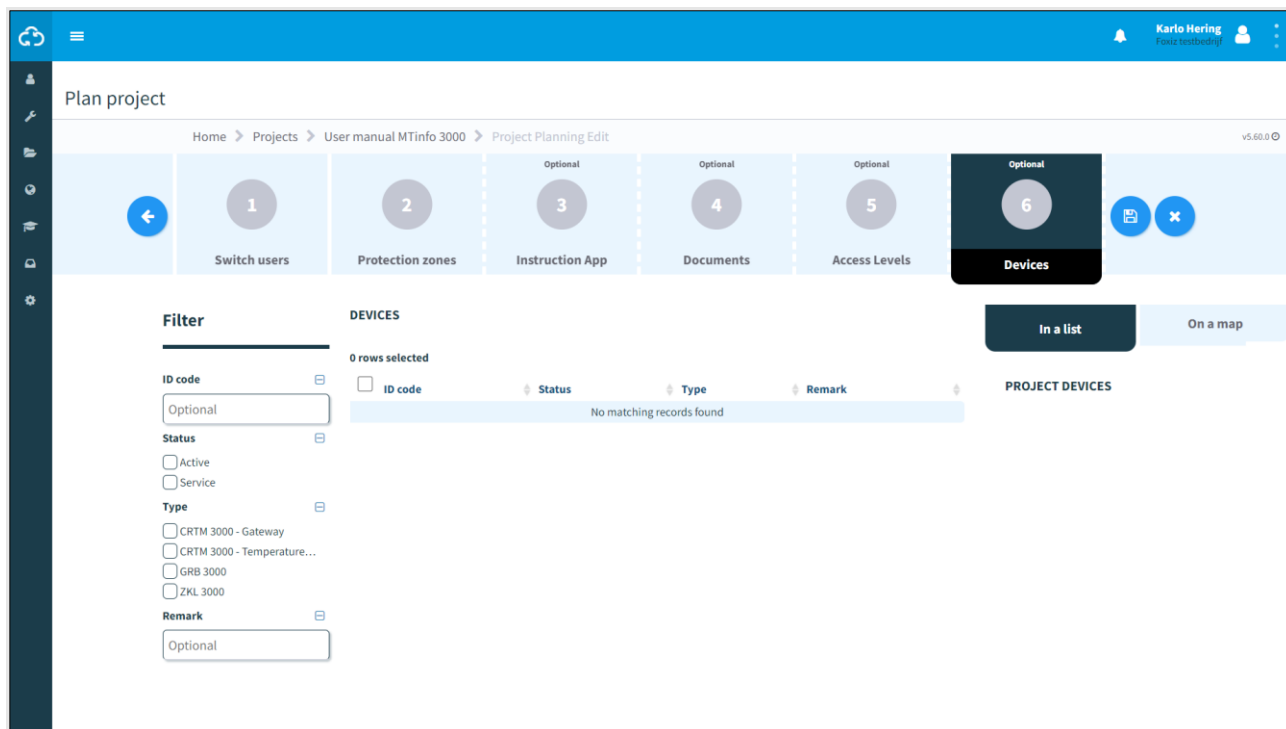 Karlo Hering
Foxiz testbedrijf
Plan project
Home Projects User manual MTinfo 3000 Project Planning Edit
v5.60.0
Optional Optional Optional Optional
1 2 3 4 5 6
Switch users Protection zones Instruction App Documents Access Levels Devices
Filter
ID code
Optional
Status
Active
Service
Type
CRTM 3000 - Gateway
CRTM 3000 - Temperature...
GRB 3000
ZKL 3000
Remark
Optional
DEVICES
0 rows selected
ID code Status Type Remark
No matching records found
In a list On a map
PROJECT DEVICES